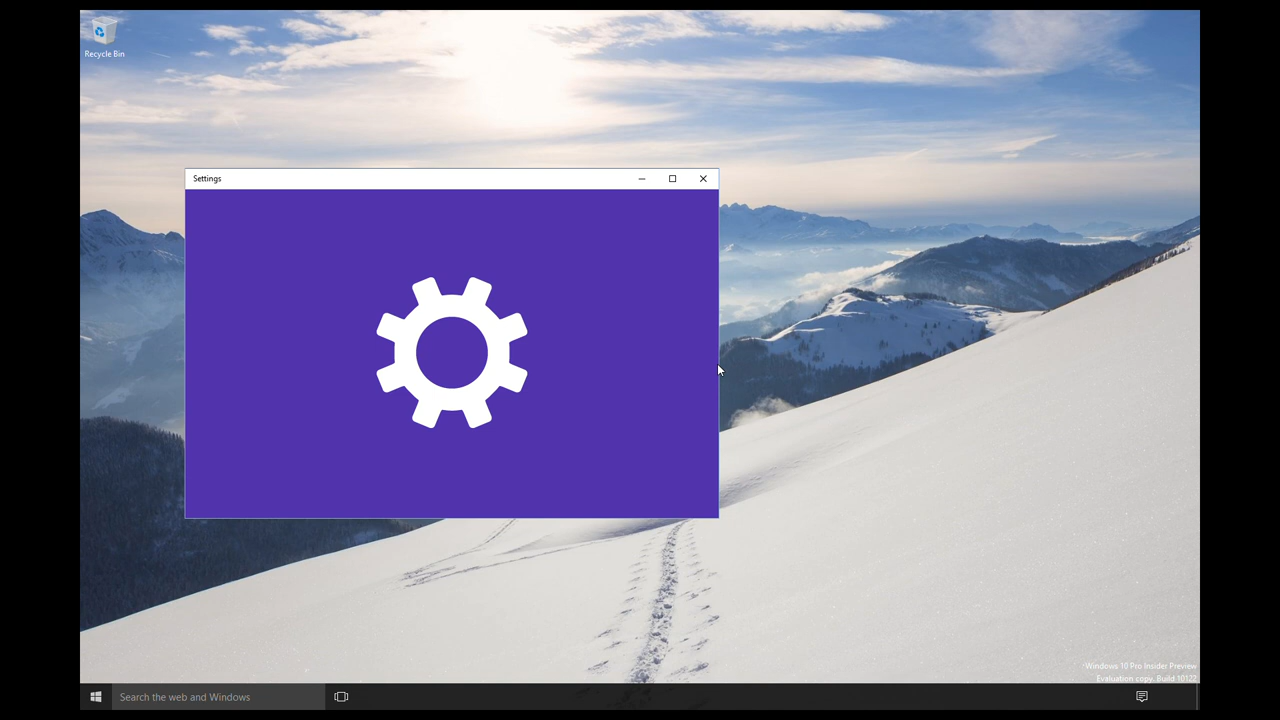 Recycle Bin
Settings
Windows 10 Pro Insider Preview
Evaluation copy. Build 10122
Search the web and Windows